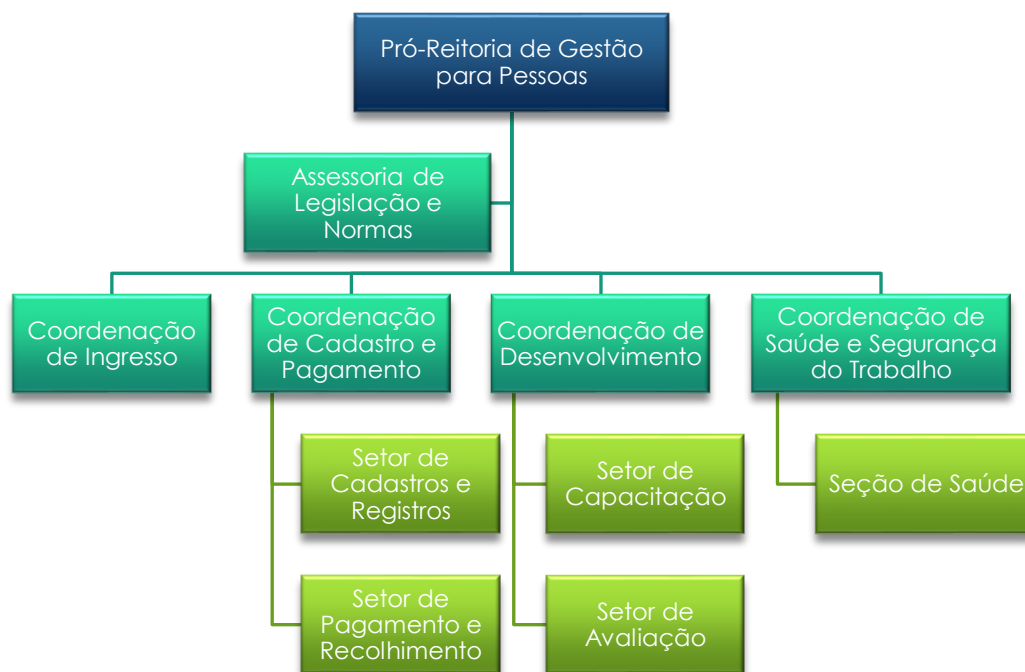 Pró-Reitoria de Gestão
para Pessoas
Assessoria de
Legislação e
Normas
Coordenação
de Ingresso
Coordenação
de Cadastro e
Pagamento
Coordenação de
Desenvolvimento
Coordenação de
Saúde e Segurança
do Trabalho
Setor de
Cadastros e
Registros
Setor de
Capacitação
Seção de Saúde
Setor de
Pagamento e
Recolhimento
Setor de
Avaliação